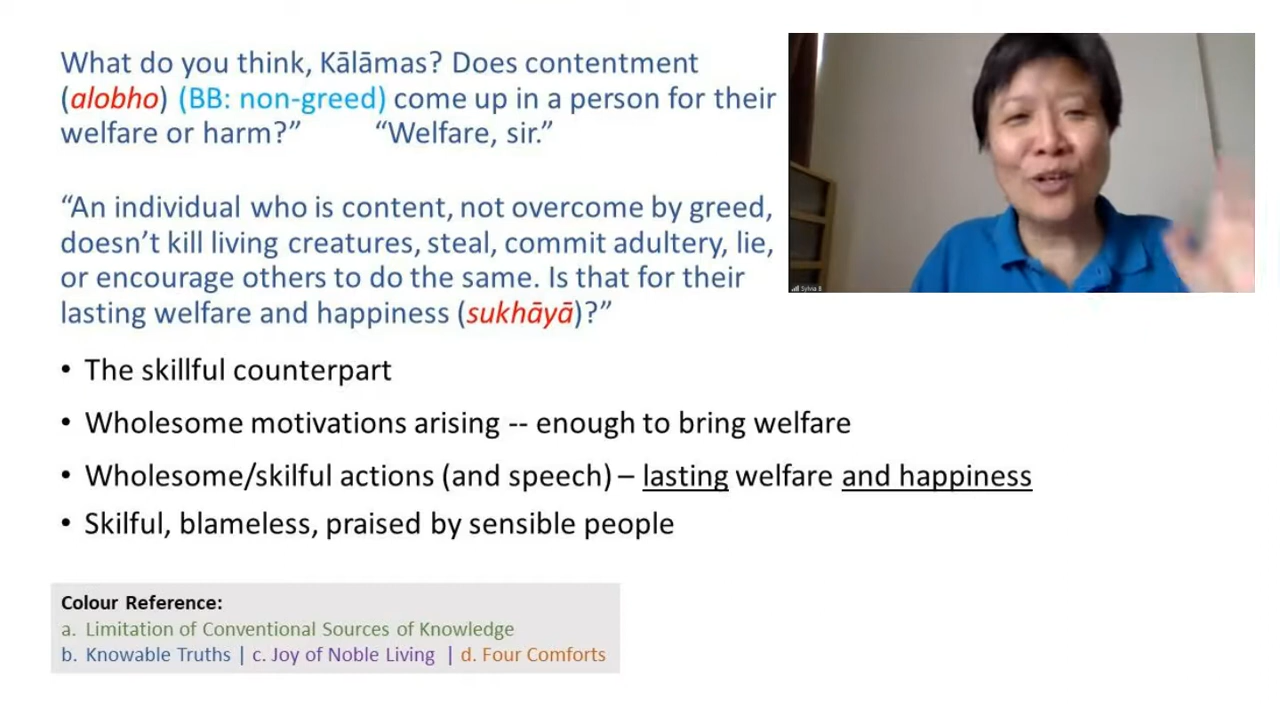 What do you think, Kālāmas? Does contentment
(alobho) (BB: non-greed) come up in a person for their
welfare or harm?” “Welfare, sir.”
“An individual who is content, not overcome by greed,
doesn’t kill living creatures, steal, commit adultery, lie,
or encourage others to do the same. Is that for their
lasting welfare and happiness (sukhāyā)?”
• The skillful counterpart
• Wholesome motivations arising -- enough to bring welfare
• Wholesome/skilful actions (and speech) – lasting welfare and happiness
• Skilful, blameless, praised by sensible people
Colour Reference:
a. Limitation of Conventional Sources of Knowledge
b. Knowable Truths | c. Joy of Noble Living | d. Four Comforts